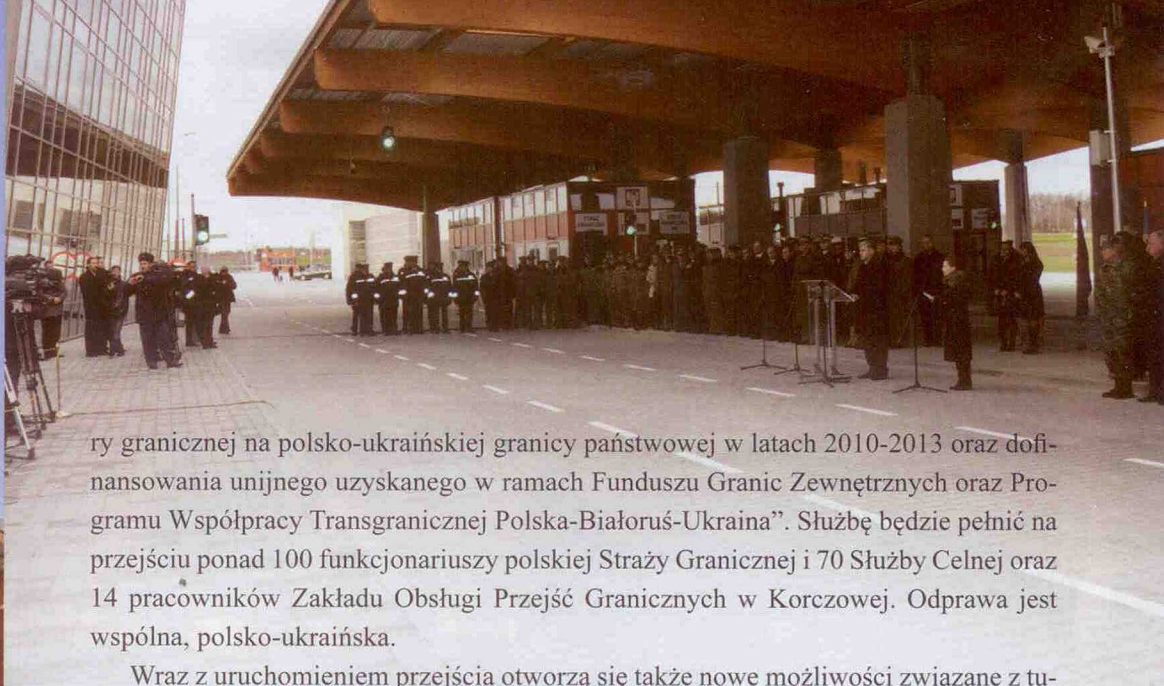 ry granicznej na polsko-ukraińskiej granicy państwowej w latach 2010-2013 oraz dofi-
nansowania unijnego uzyskanego w ramach Funduszu Granic Zewnętrznych oraz Pro-
gramu Współpracy Transgranicznej Polska-Białoruś-Ukraina”. Służbę będzie pełnić na
przejściu ponad 100 funkcjonariuszy polskiej Straży Granicznej i 70 Służby Celnej oraz
14 pracowników Zakładu Obsługi Przejść Granicznych w Korczowej. Odprawa jest
wspólna, polsko-ukraińska.
Wraz z uruchomieniem przejścia otworzą się także nowe możliwości związane z tu-